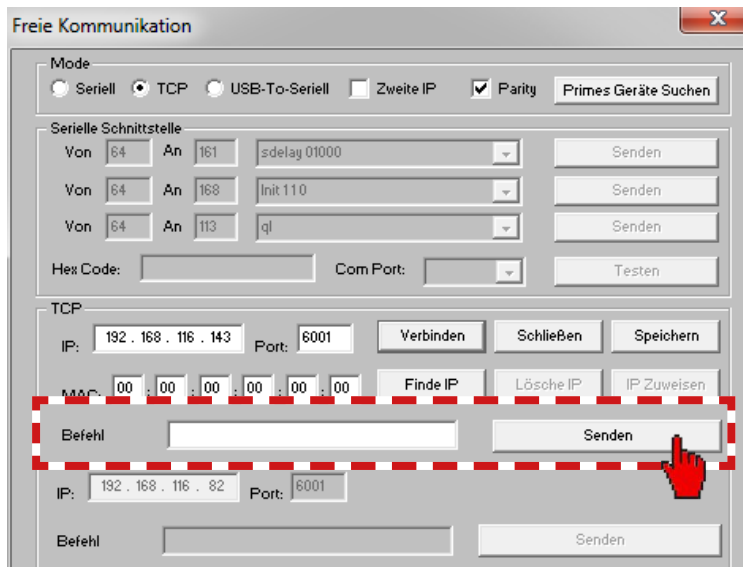 Freie Kommunikation
x
Mode
Seriell TCP USB-To-Seriell Zweite IP Parity Primes Geräte Suchen
Serielle Schnittstelle
Von 64 An 161 sdelay 01000 Senden
Von 64 An 168 Init 110 Senden
Von 64 An 113 ql Senden
Hex Code: Com Port: Testen
TCP
IP: 192 . 168 . 116 . 143 Port: 6001 Verbinden Schließen Speichern
MAC: 00 : 00 : 00 : 00 : 00 : 00 Finde IP Lösche IP IP Zuweisen
Befehl Senden
IP: 192 . 168 . 116 . 82 Port: 6001
Befehl Senden